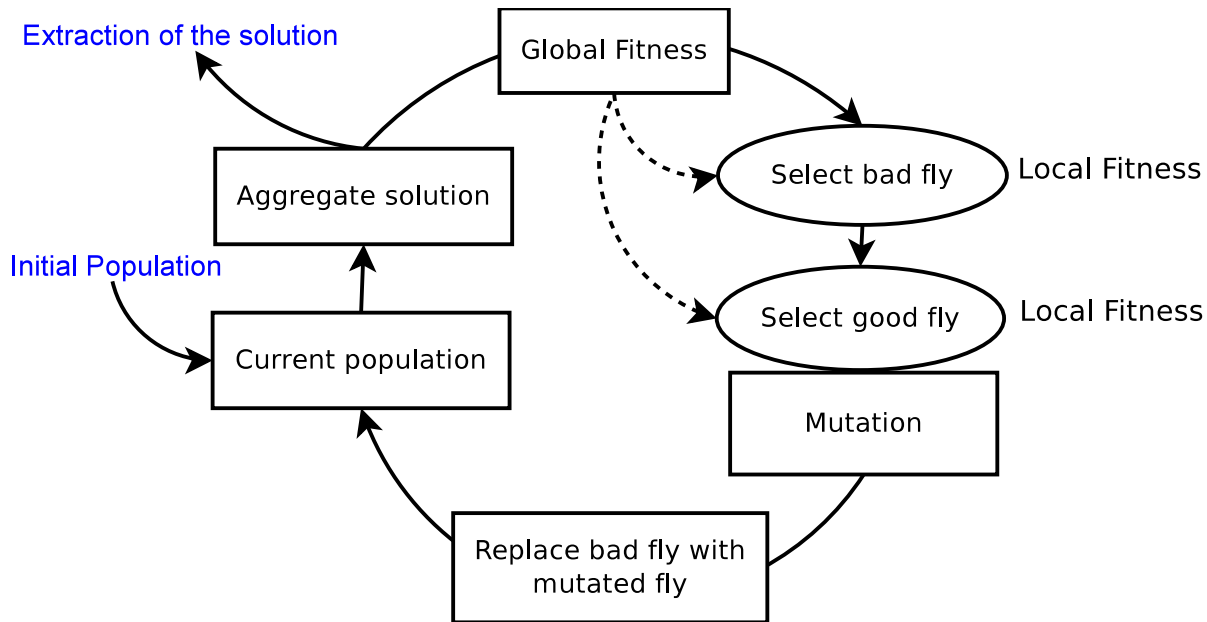 Extraction of the solution
Global Fitness
Select bad fly
Local Fitness
Aggregate solution
Initial Population
Select good fly
Local Fitness
Current population
Mutation
Replace bad fly with
mutated fly